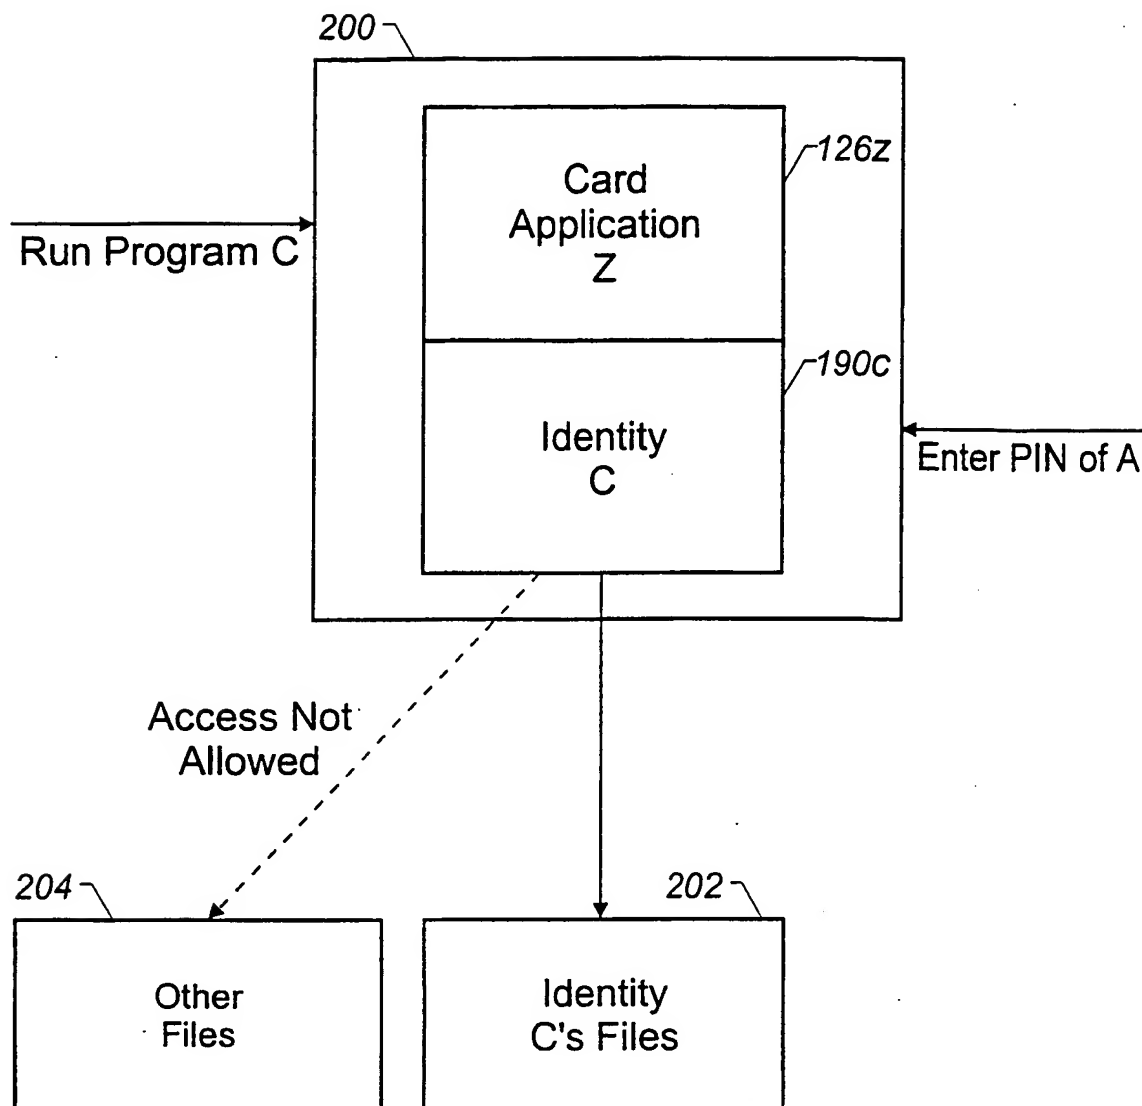 200
Card
Application
Z
126z
Run Program C
190c
Identity
C
Enter PIN of A
Access Not
Allowed
204
202
Other
Files
Identity
C's Files